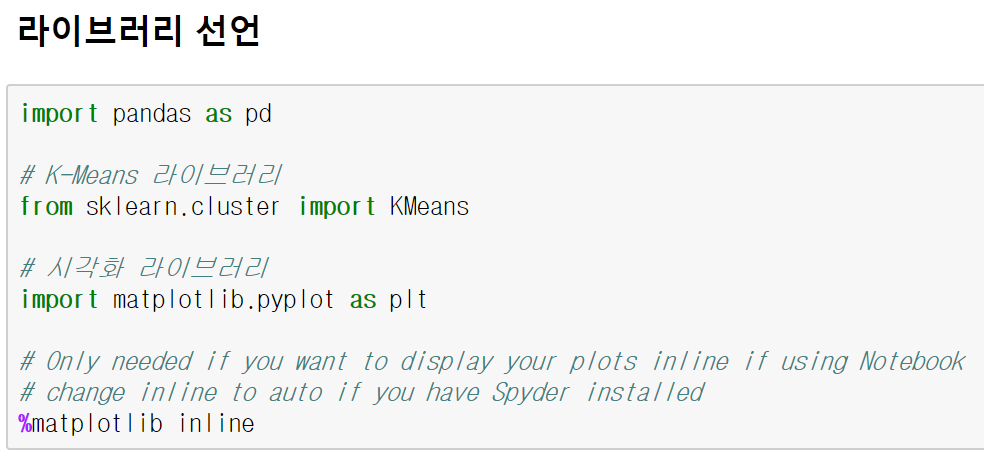 라이브러리 선언
import pandas as pd
# K-Means 라이브러리
from sklearn.cluster import KMeans
# 시각화 라이브러리
import matplotlib.pyplot as plt
# Only needed if you want to display your plots inline if using Notebook
# change inline to auto if you have Spyder installed
%matplotlib inline